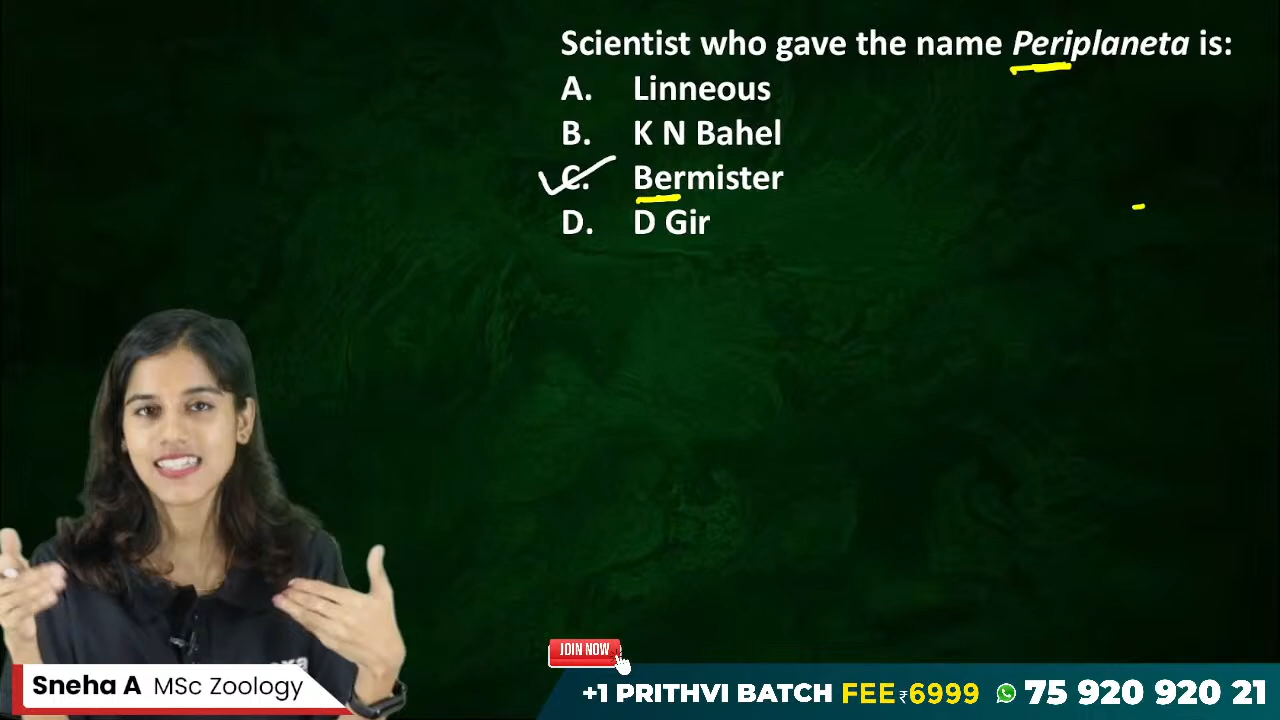 Scientist who gave the name Periplaneta is:
A. Linneous
B. K N Bahel
C. Bermister
D. D Gir
JOIN NOW
Sneha A MSc Zoology
+1 PRITHVI BATCH FEE ₹6999 75 920 920 21